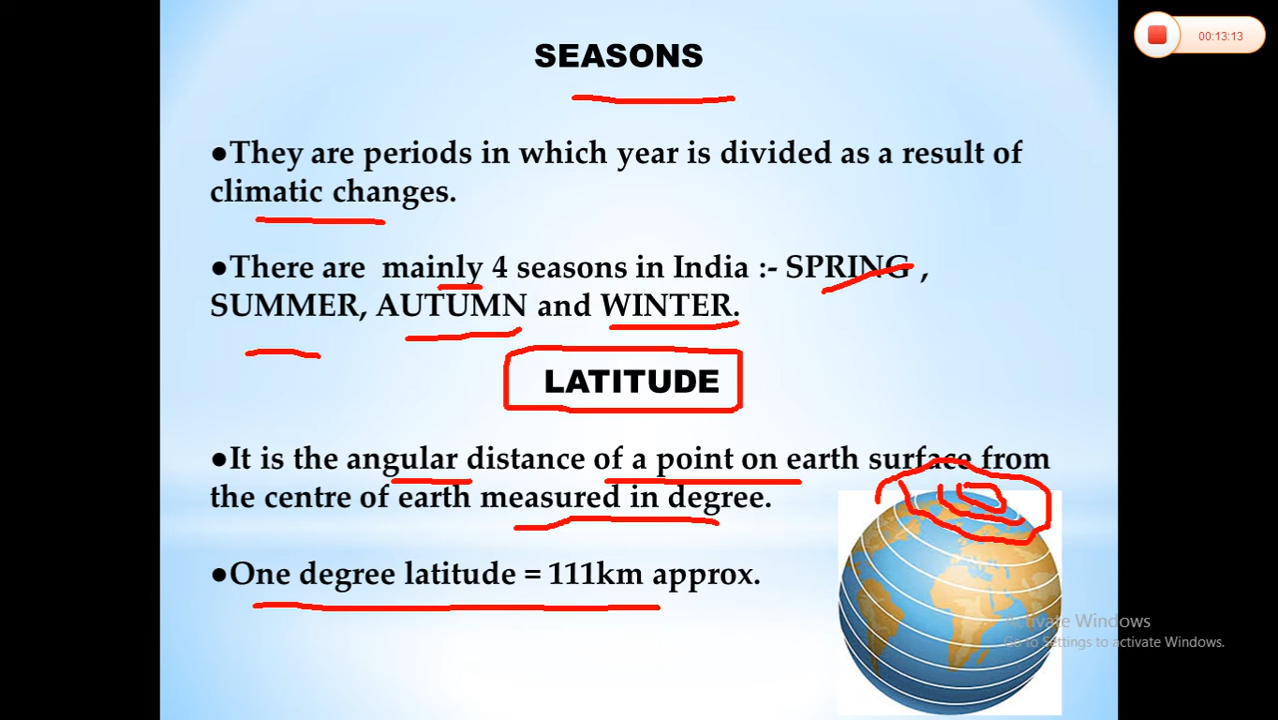 00:13:13
SEASONS
●They are periods in which year is divided as a result of
climatic changes.
●There are mainly 4 seasons in India :- SPRING ,
SUMMER, AUTUMN and WINTER.
LATITUDE
●It is the angular distance of a point on earth surface from
the centre of earth measured in degree.
●One degree latitude = 111km approx.
Activate Windows
Go to Settings to activate Windows.